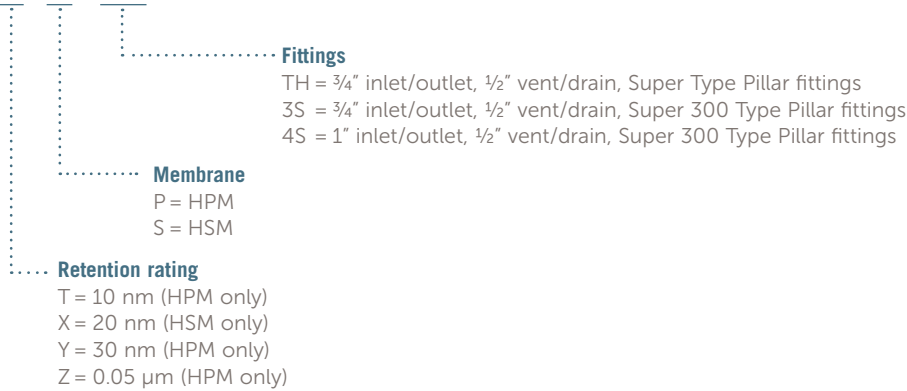 Fittings
TH = ¾″ inlet/outlet, ½″ vent/drain, Super Type Pillar fittings
3S = ¾″ inlet/outlet, ½″ vent/drain, Super 300 Type Pillar fittings
4S = 1″ inlet/outlet, ½″ vent/drain, Super 300 Type Pillar fittings
Membrane
P = HPM
S = HSM
Retention rating
T = 10 nm (HPM only)
X = 20 nm (HSM only)
Y = 30 nm (HPM only)
Z = 0.05 µm (HPM only)